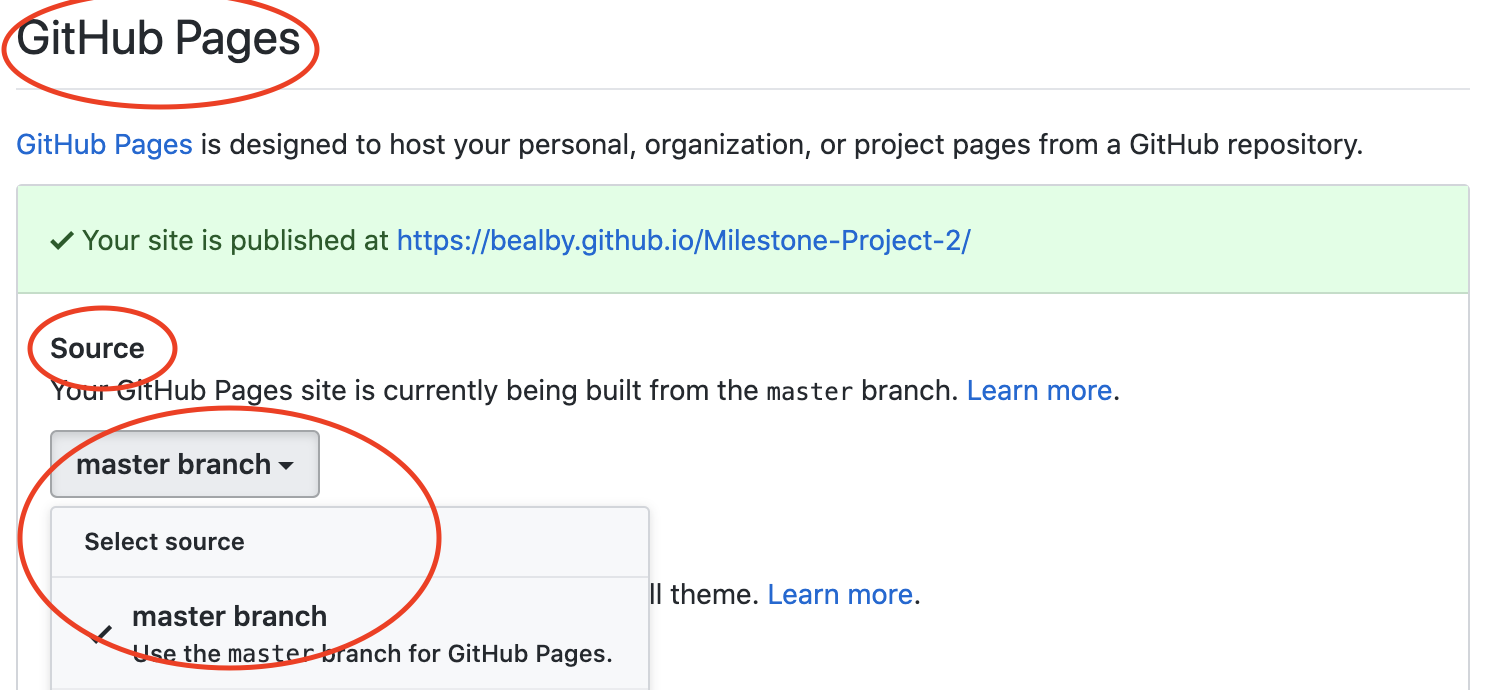 GitHub Pages
GitHub Pages is designed to host your personal, organization, or project pages from a GitHub repository.
✓ Your site is published at https://bealby.github.io/Milestone-Project-2/
Source
Your GitHub Pages site is currently being built from the master branch. Learn more.
master branch
Select source
ll theme. Learn more.
master branch
Use the master branch for GitHub Pages.